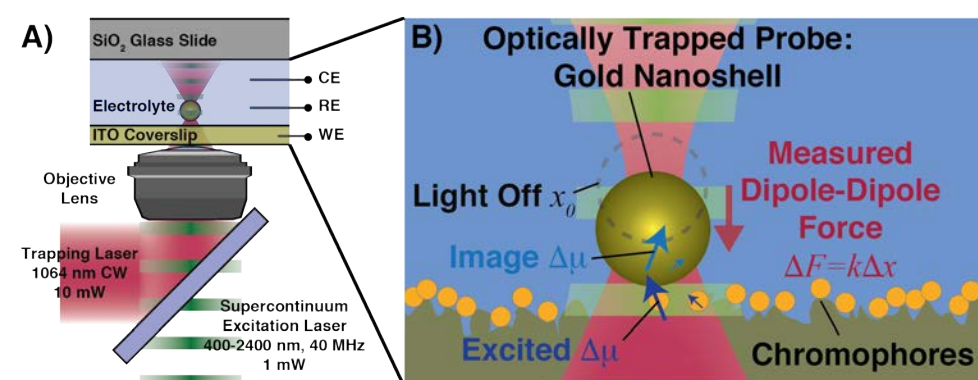 A)
SiO₂ Glass Slide
CE
Electrolyte
RE
ITO Coverslip
WE
Objective
Lens
Trapping Laser
1064 nm CW
10 mW
Supercontinuum
Excitation Laser
400-2400 nm, 40 MHz
1 mW
B)
Optically Trapped Probe:
Gold Nanoshell
Measured
Dipole-Dipole
Force
ΔF=kΔx
Light Off x₀
Image Δμ
Excited Δμ
Chromophores